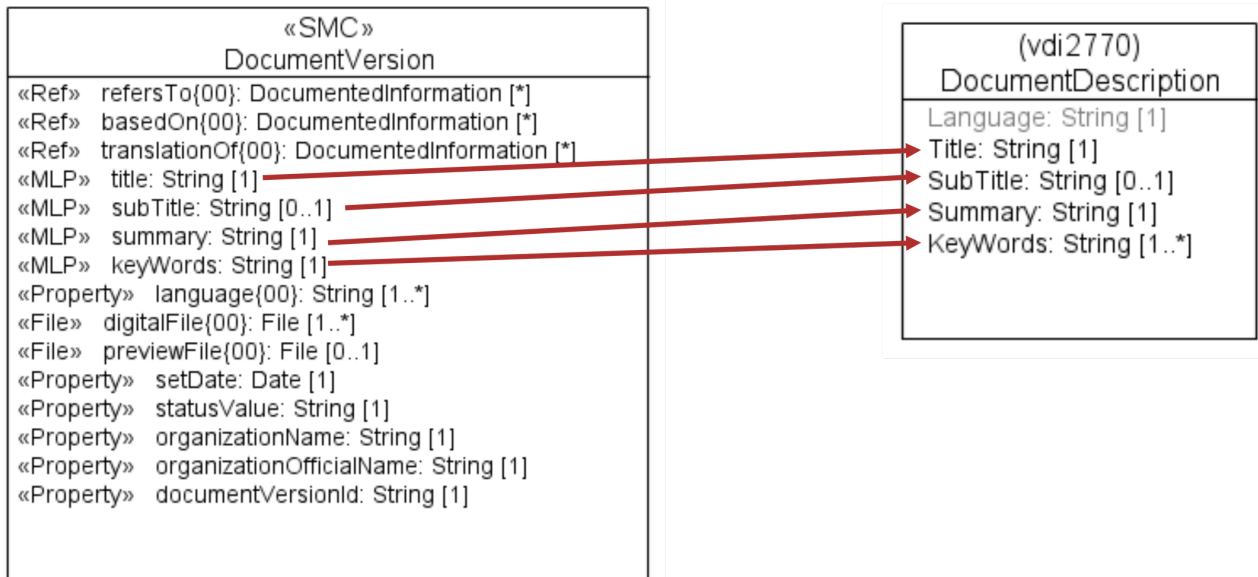 «SMC»
DocumentVersion
«Ref» refersTo{00}: DocumentedInformation [*]
«Ref» basedOn{00}: DocumentedInformation [*]
«Ref» translationOf{00}: DocumentedInformation [*]
«MLP» title: String [1]
«MLP» subTitle: String [0..1]
«MLP» summary: String [1]
«MLP» keyWords: String [1]
«Property» language{00}: String [1..*]
«File» digitalFile{00}: File [1..*]
«File» previewFile{00}: File [0..1]
«Property» setDate: Date [1]
«Property» statusValue: String [1]
«Property» organizationName: String [1]
«Property» organizationOfficialName: String [1]
«Property» documentVersionId: String [1]
(vdi2770)
DocumentDescription
Language: String [1]
Title: String [1]
SubTitle: String [0..1]
Summary: String [1]
KeyWords: String [1..*]